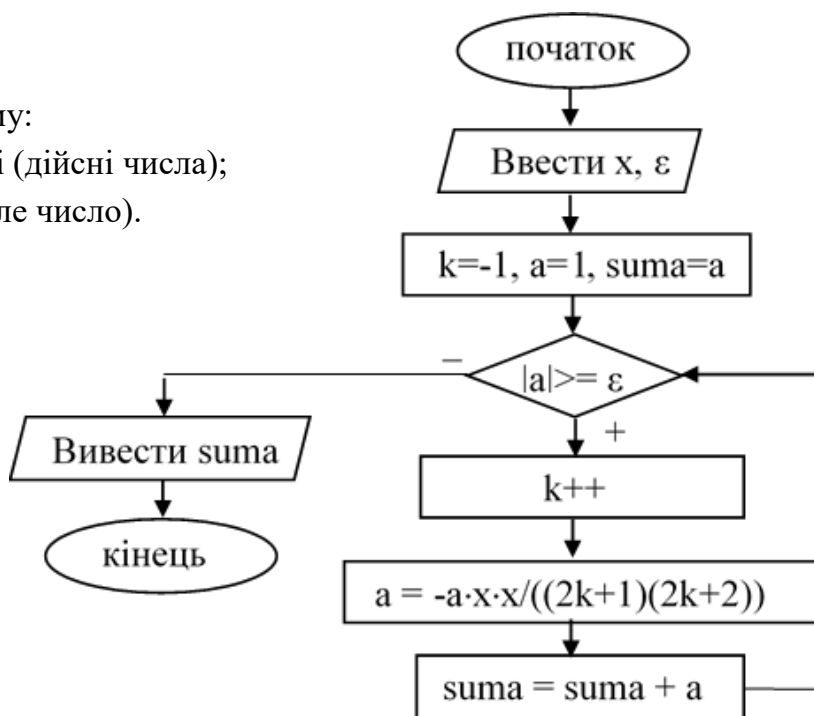 початок
му:
і (дійсні числа);
Ввести x, ε
ле число).
k=-1, a=1, suma=a
|a|>= ε
–
+
Вивести suma
k++
кінець
a = -a·x·x/((2k+1)(2k+2))
suma = suma + a